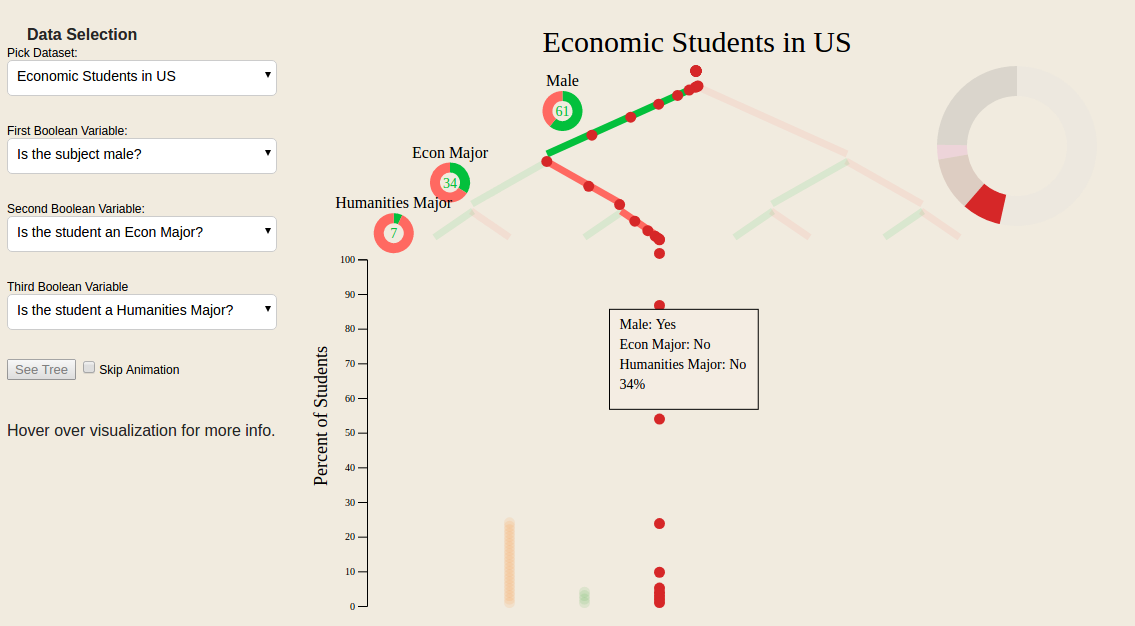 Data Selection
Pick Dataset:
Economic Students in US
First Boolean Variable:
Is the subject male?
Second Boolean Variable:
Is the student an Econ Major?
Third Boolean Variable
Is the student a Humanities Major?
See Tree
Skip Animation
Hover over visualization for more info.
Economic Students in US
Male
61
Econ Major
34
Humanities Major
7
100
90
80
70
60
50
40
30
20
10
0
Percent of Students
Male: Yes
Econ Major: No
Humanities Major: No
34%